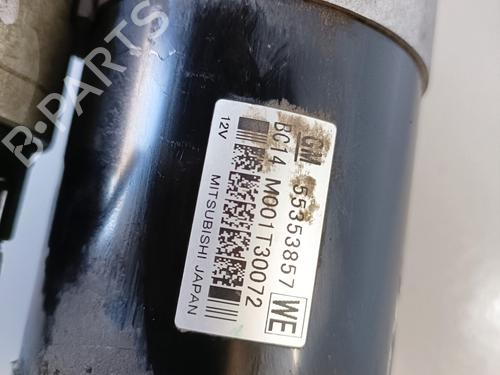 GM 55353857 WE
BC14 M001T30072
12V MITSUBISHI JAPAN
B-PARTS